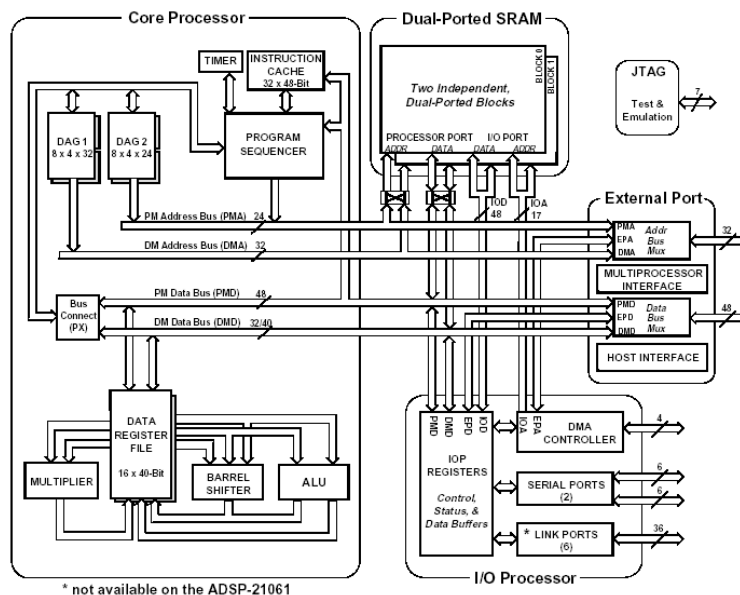 Core Processor
TIMER
INSTRUCTION
CACHE
32 x 48-Bit
DAG 1
8 x 4 x 32
DAG 2
8 x 4 x 24
PROGRAM
SEQUENCER
PM Address Bus (PMA)
24
DM Address Bus (DMA)
32
Bus
Connect
(PX)
PM Data Bus (PMD)
48
DM Data Bus (DMD)
32/40
DATA
REGISTER
FILE
16 x 40-Bit
MULTIPLIER
BARREL
SHIFTER
ALU
* not available on the ADSP-21061
Dual-Ported SRAM
Two Independent,
Dual-Ported Blocks
BLOCK 0
BLOCK 1
PROCESSOR PORT
I/O PORT
ADDR
DATA
DATA
ADDR
IOD
48
IOA
17
JTAG
Test &
Emulation
7
External Port
PMA
EPA
DMA
Addr
Bus
Mux
32
MULTIPROCESSOR
INTERFACE
PMD
EPD
DMD
Data
Bus
Mux
48
HOST INTERFACE
PMD
DMD
EPD
IOD
IOA
EPA
IOP
REGISTERS
Control,
Status, &
Data Buffers
DMA
CONTROLLER
4
SERIAL PORTS
(2)
6
6
* LINK PORTS
(6)
36
I/O Processor